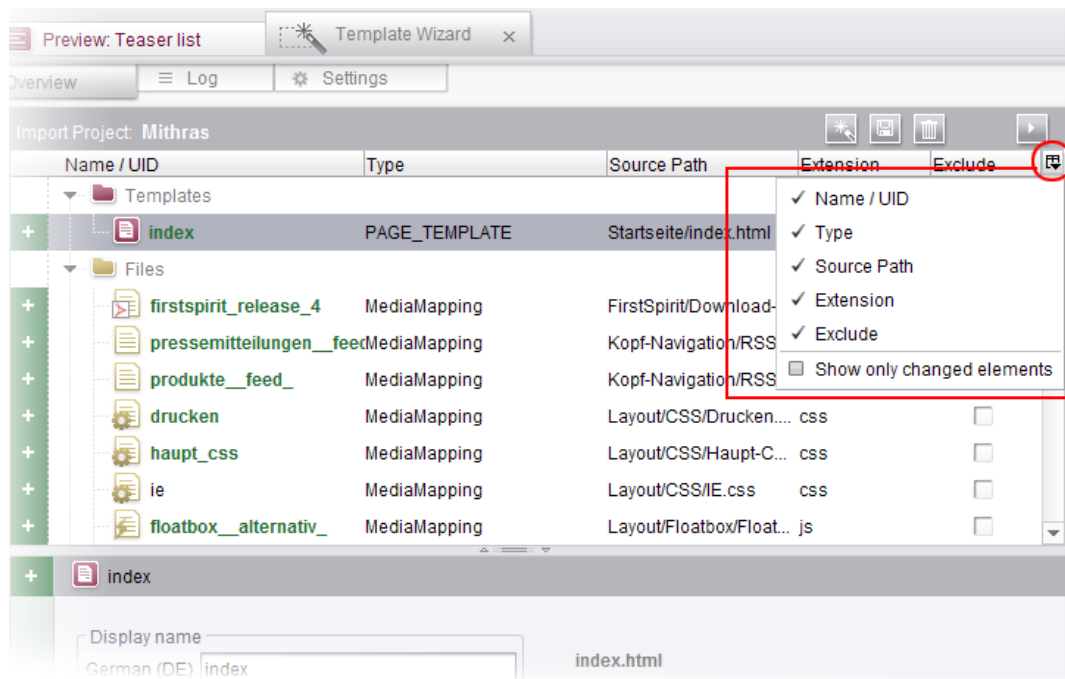 Preview: Teaser list
Template Wizard
Overview
Log
Settings
Import Project: Mithras
Name / UID Type Source Path Extension Exclude
Templates
index PAGE_TEMPLATE Startseite/index.html
Files
firstspirit_release_4 MediaMapping FirstSpirit/Download-
pressemitteilungen__feed MediaMapping Kopf-Navigation/RSS
produkte__feed_ MediaMapping Kopf-Navigation/RSS
drucken MediaMapping Layout/CSS/Drucken.... css
haupt_css MediaMapping Layout/CSS/Haupt-C... css
ie MediaMapping Layout/CSS/IE.css css
floatbox__alternativ_ MediaMapping Layout/Floatbox/Float... js
Name / UID
Type
Source Path
Extension
Exclude
Show only changed elements
index
Display name
German (DE) index
index.html